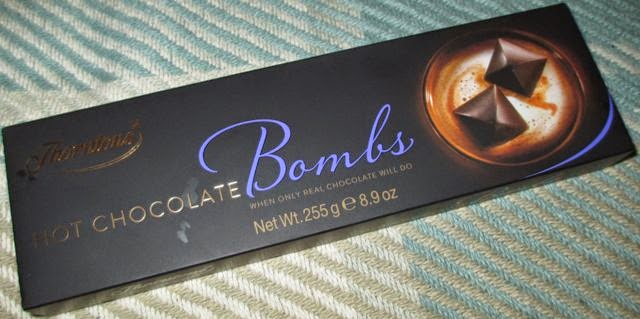 Thorntons
HOT CHOCOLATE Bombs
WHEN ONLY REAL CHOCOLATE WILL DO
Net Wt. 255 g e 8.9 oz